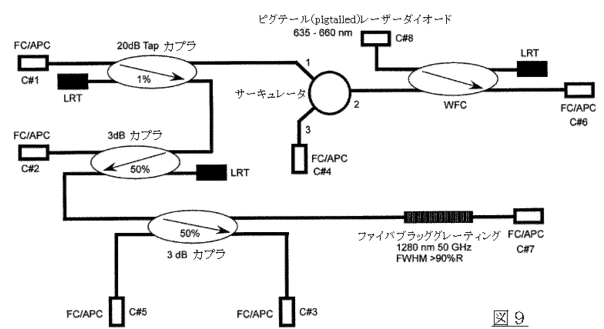 ピグテール(pigtailed)レーザーダイオード
635 - 660 nm
C#8
FC/APC
20dB Tap カプラ
C#1
1%
LRT
1
サーキュレータ
2
LRT
WFC
FC/APC
C#6
3
FC/APC
C#4
FC/APC
3dB カプラ
C#2
50%
LRT
50%
3 dB カプラ
ファイバブラッググレーティング
1280 nm 50 GHz
FWHM >90%R
FC/APC
C#7
FC/APC
C#5
FC/APC
C#3
図９